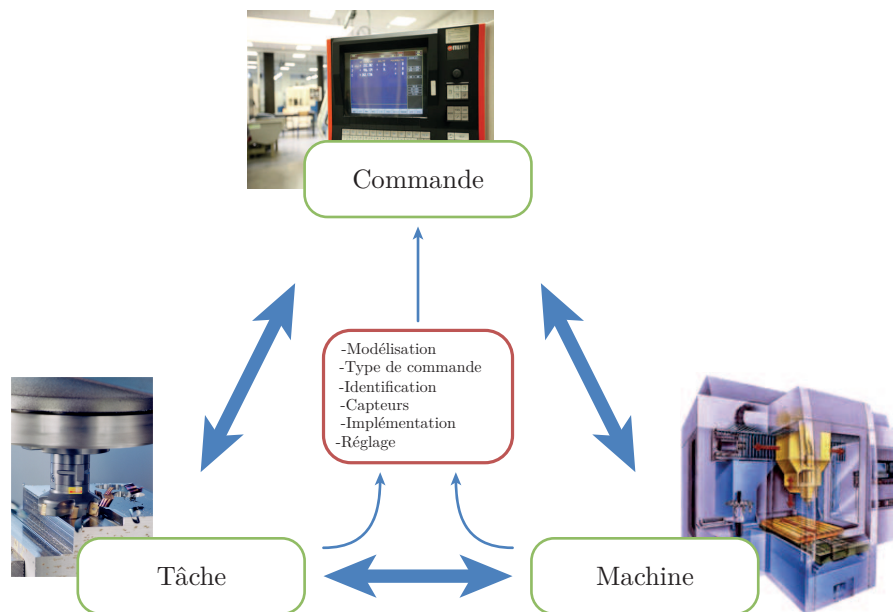 Commande
-Modélisation
-Type de commande
-Identification
-Capteurs
-Implémentation
-Réglage
Tâche
Machine